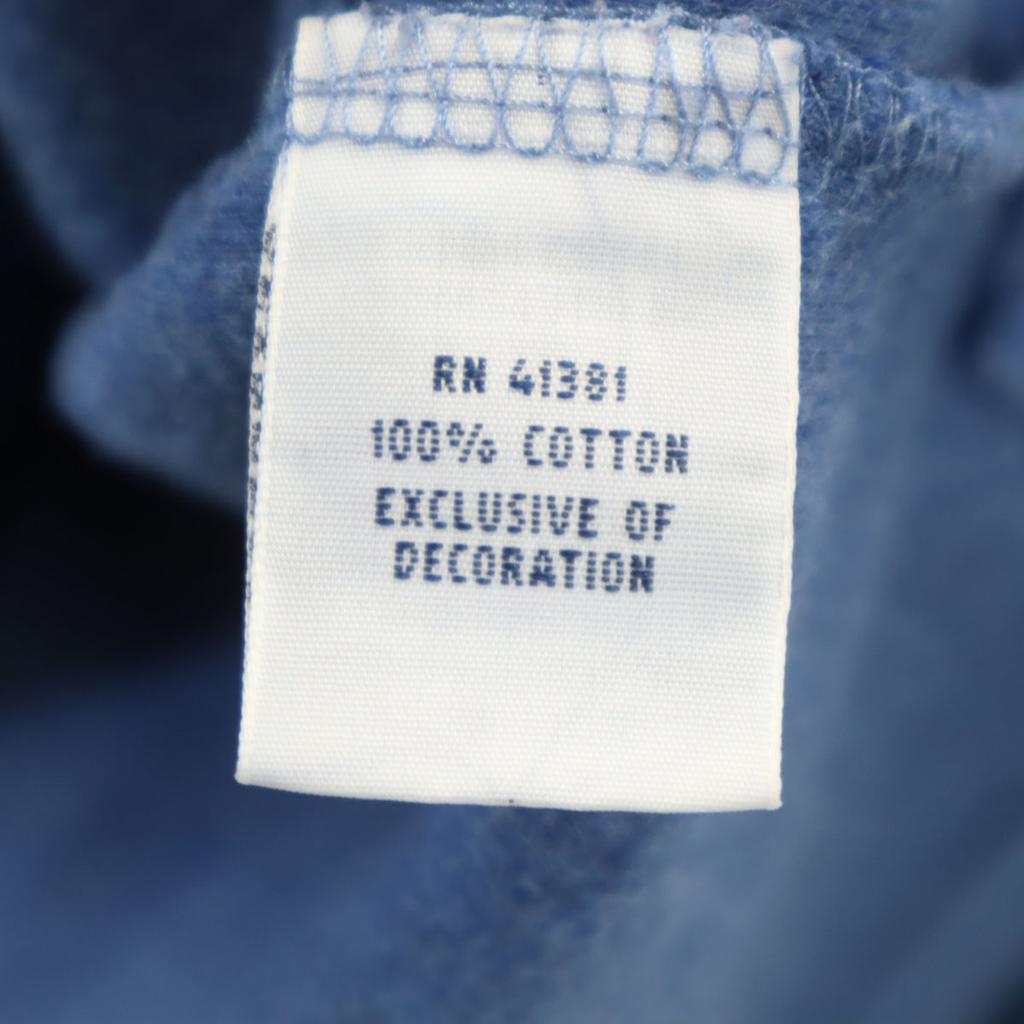 RN 41381
100% COTTON
EXCLUSIVE OF
DECORATION